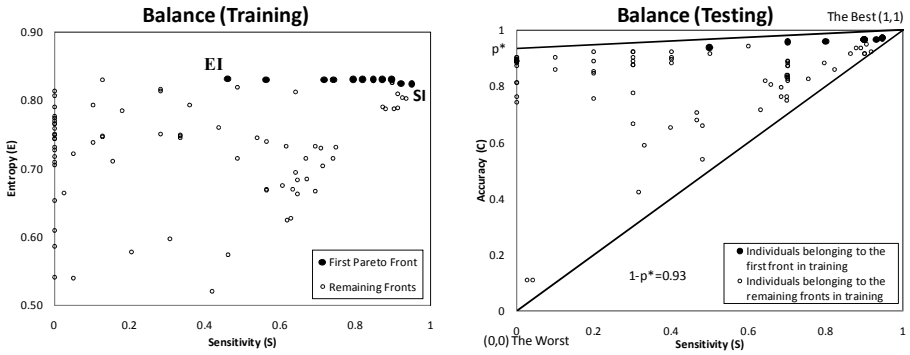 Balance (Training)
0.90
0.80
0.70
0.60
0.50
Entropy (E)
EI
SI
First Pareto Front
Remaining Fronts
0
0.2
0.4
0.6
0.8
1
Sensitivity (S)
Balance (Testing)
The Best (1,1)
1
p*
0.8
0.6
0.4
0.2
0
Accuracy (C)
1-p*=0.93
Individuals belonging to the
first front in training
Individuals belonging to the
remaining fronts in training
0
0.2
0.4
0.6
0.8
1
(0,0) The Worst
Sensitivity (S)